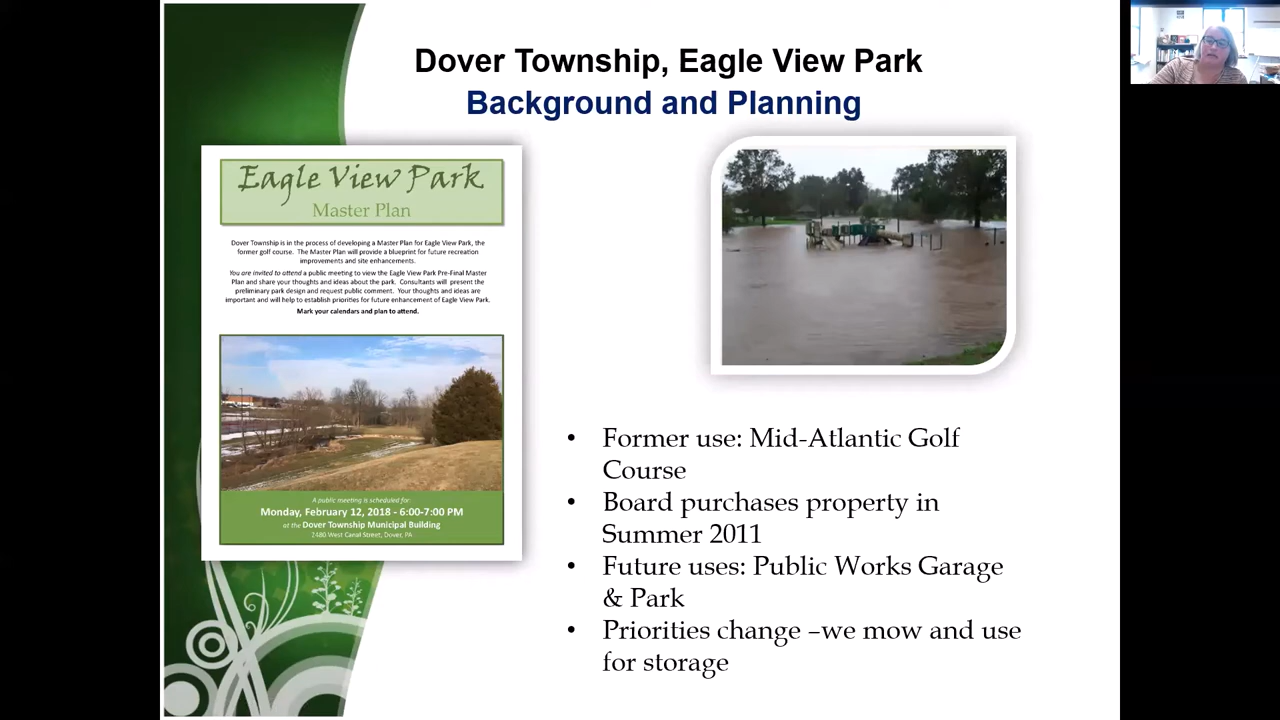 Dover Township, Eagle View Park
Background and Planning
Eagle View Park
Master Plan
Dover Township is in the process of developing a Master Plan for Eagle View Park, the
former golf course. The Master Plan will provide a blueprint for future recreation
improvements and site enhancements.
You are invited to attend a public meeting to view the Eagle View Park Pre-Final Master
Plan and share your thoughts and ideas about the park. Consultants will present the
preliminary park design and request public comment. Your thoughts and ideas are
important and will help to establish priorities for future enhancement of Eagle View Park.
Mark your calendars and plan to attend.
A public meeting is scheduled for:
Monday, February 12, 2018 - 6:00-7:00 PM
at the Dover Township Municipal Building
2480 West Canal Street, Dover, PA
• Former use: Mid-Atlantic Golf
Course
• Board purchases property in
Summer 2011
• Future uses: Public Works Garage
& Park
• Priorities change –we mow and use
for storage